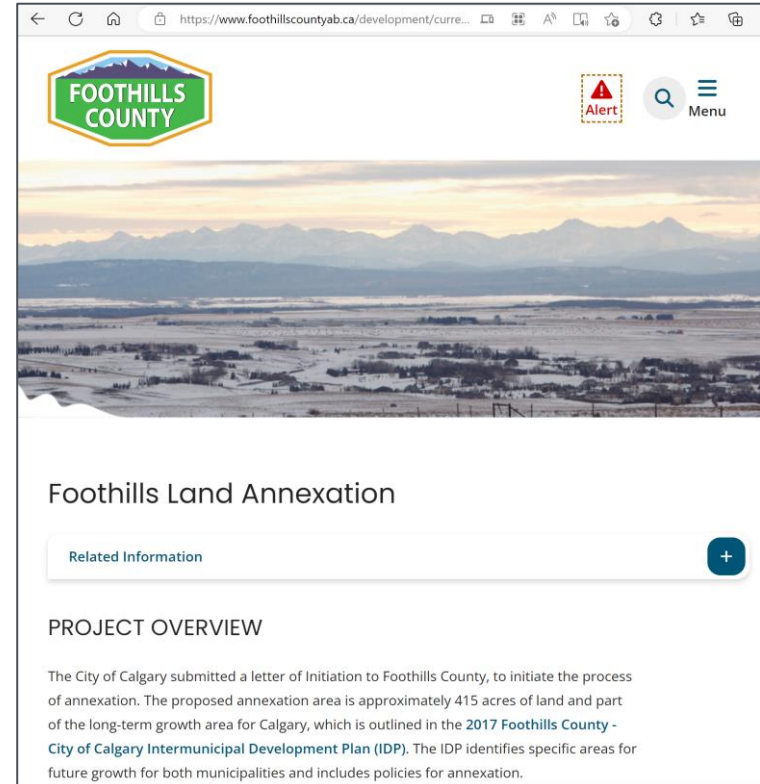 https://www.foothillscountyab.ca/development/curre...
FOOTHILLS
COUNTY
Alert
Menu
Foothills Land Annexation
Related Information
+
PROJECT OVERVIEW
The City of Calgary submitted a letter of Initiation to Foothills County, to initiate the process
of annexation. The proposed annexation area is approximately 415 acres of land and part
of the long-term growth area for Calgary, which is outlined in the 2017 Foothills County -
City of Calgary Intermunicipal Development Plan (IDP). The IDP identifies specific areas for
future growth for both municipalities and includes policies for annexation.